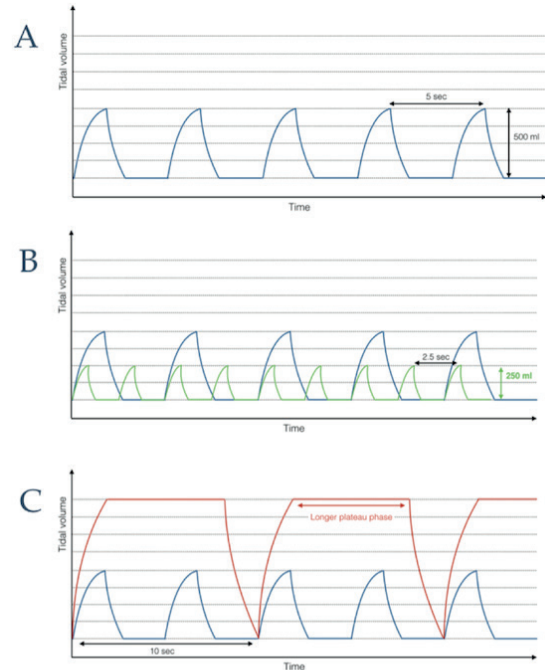 A
Tidal volume
5 sec
500 ml
Time
B
Tidal volume
2.5 sec
250 ml
Time
C
Tidal volume
Longer plateau phase
10 sec
Time